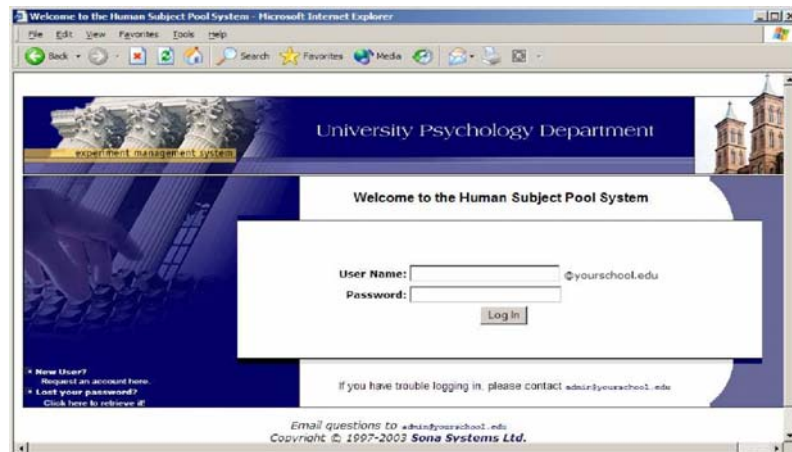 Welcome to the Human Subject Pool System - Microsoft Internet Explorer
File Edit View Favorites Tools Help
Back Search Favorites Media
University Psychology Department
experiment management system
Welcome to the Human Subject Pool System
User Name: @yourschool.edu
Password:
Log In
New User?
Request an account here.
Lost your password?
Click here to retrieve it!
If you have trouble logging in, please contact admin@yourschool.edu
Email questions to admin@yourschool.edu
Copyright © 1997-2003 Sona Systems Ltd.